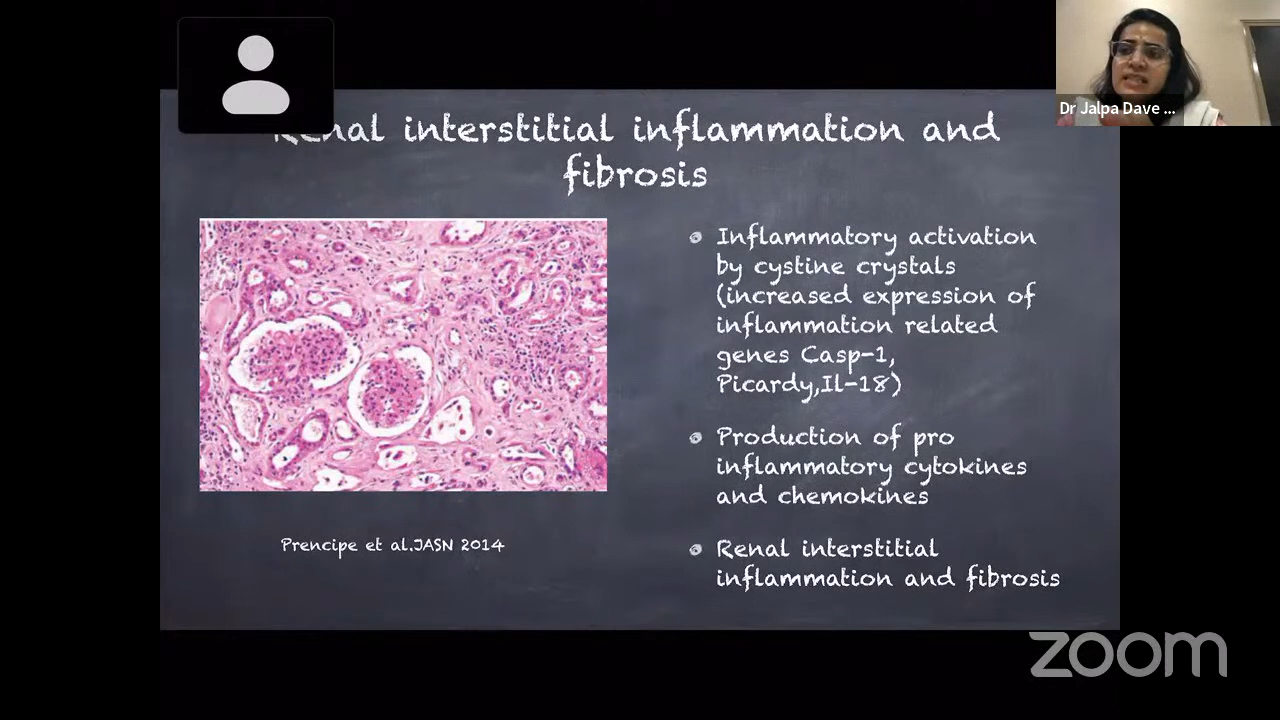 Dr Jalpa Dave ...
Renal interstitial inflammation and
fibrosis
Inflammatory activation
by cystine crystals
(increased expression of
inflammation related
genes Casp-1,
Picardy,Il-18)
Production of pro
inflammatory cytokines
and chemokines
Renal interstitial
inflammation and fibrosis
Prencipe et al.JASN 2014
zoom